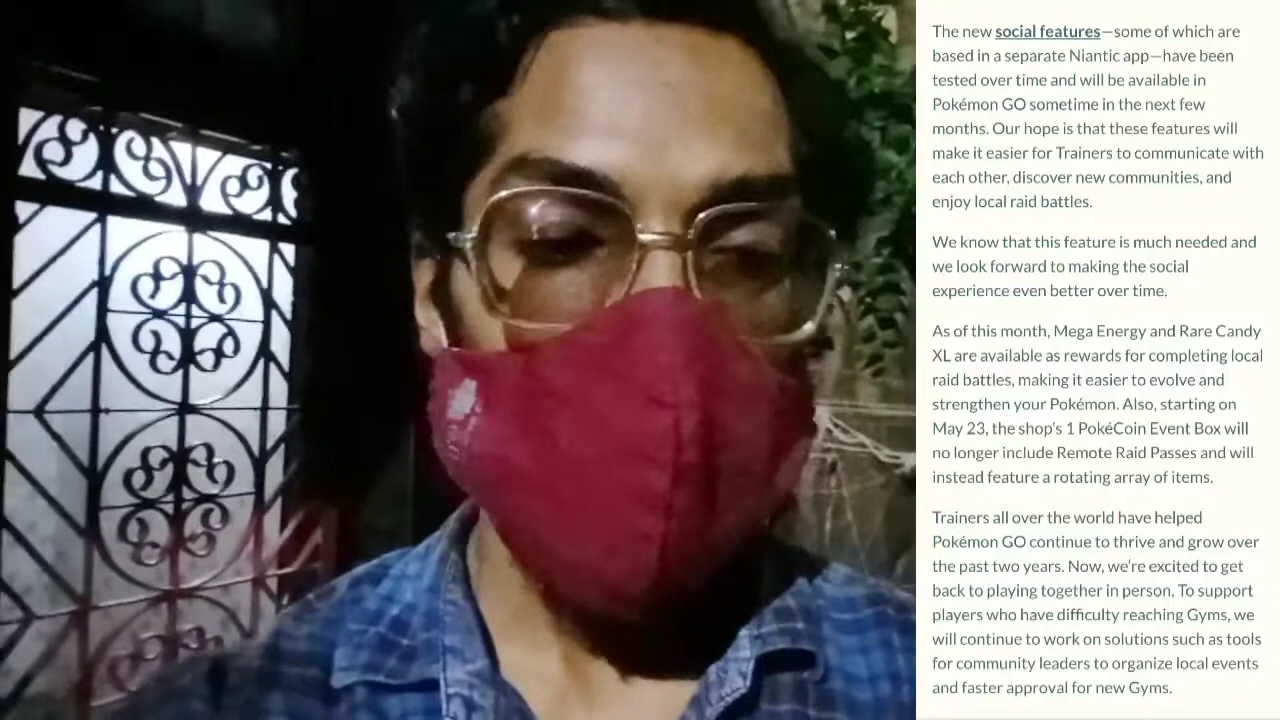 The new social features—some of which are
based in a separate Niantic app—have been
tested over time and will be available in
Pokémon GO sometime in the next few
months. Our hope is that these features will
make it easier for Trainers to communicate with
each other, discover new communities, and
enjoy local raid battles.
We know that this feature is much needed and
we look forward to making the social
experience even better over time.
As of this month, Mega Energy and Rare Candy
XL are available as rewards for completing local
raid battles, making it easier to evolve and
strengthen your Pokémon. Also, starting on
May 23, the shop's 1 PokéCoin Event Box will
no longer include Remote Raid Passes and will
instead feature a rotating array of items.
Trainers all over the world have helped
Pokémon GO continue to thrive and grow over
the past two years. Now, we're excited to get
back to playing together in person. To support
players who have difficulty reaching Gyms, we
will continue to work on solutions such as tools
for community leaders to organize local events
and faster approval for new Gyms.